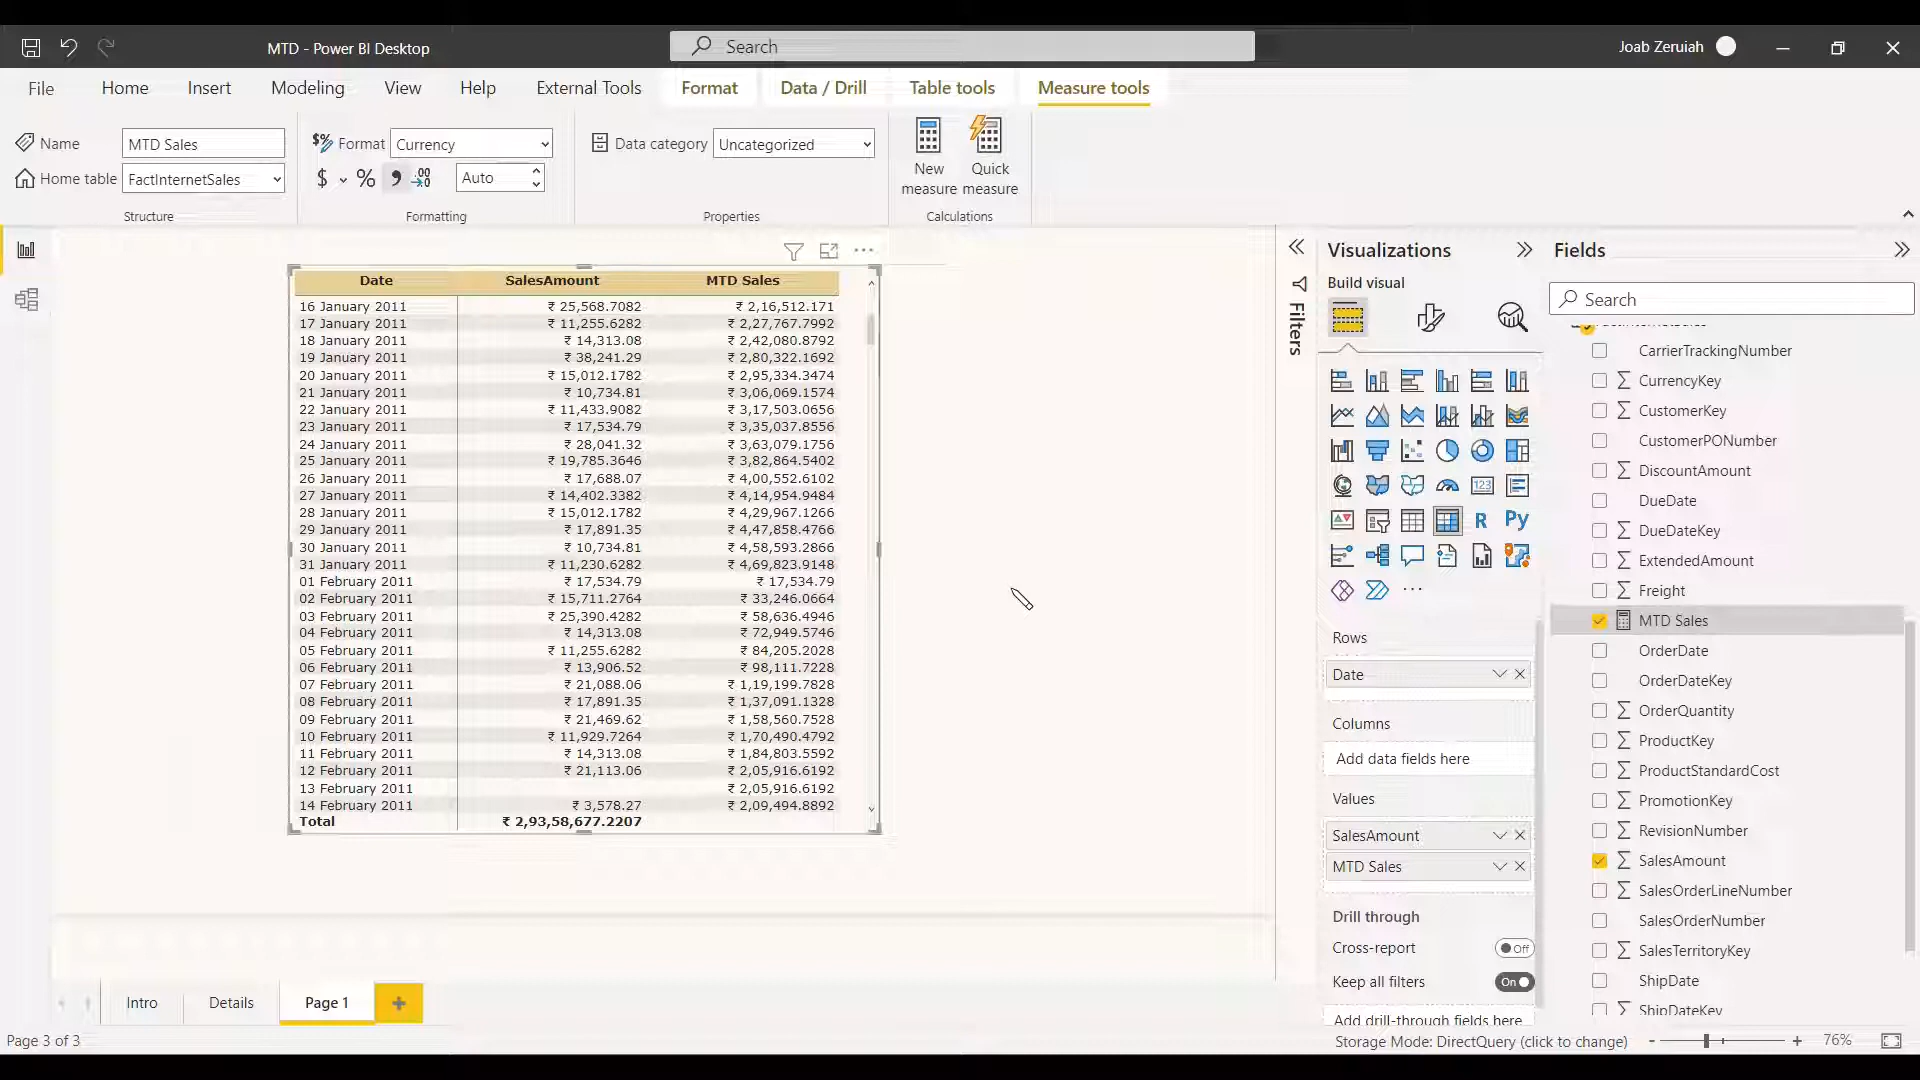 MTD - Power BI Desktop
Search
Joab Zeruiah
File Home Insert Modeling View Help External Tools Format Data / Drill Table tools Measure tools
Name MTD Sales
Home table FactInternetSales
Structure
Format Currency
$ % , .00 Auto
Formatting
Data category Uncategorized
Properties
New measure
Quick measure
Calculations
Date SalesAmount MTD Sales
16 January 2011 ₹ 25,568.7082 ₹ 2,16,512.171
17 January 2011 ₹ 11,255.6282 ₹ 2,27,767.7992
18 January 2011 ₹ 14,313.08 ₹ 2,42,080.8792
19 January 2011 ₹ 38,241.29 ₹ 2,80,322.1692
20 January 2011 ₹ 15,012.1782 ₹ 2,95,334.3474
21 January 2011 ₹ 10,734.81 ₹ 3,06,069.1574
22 January 2011 ₹ 11,433.9082 ₹ 3,17,503.0656
23 January 2011 ₹ 17,534.79 ₹ 3,35,037.8556
24 January 2011 ₹ 28,041.32 ₹ 3,63,079.1756
25 January 2011 ₹ 19,785.3646 ₹ 3,82,864.5402
26 January 2011 ₹ 17,688.07 ₹ 4,00,552.6102
27 January 2011 ₹ 14,402.3382 ₹ 4,14,954.9484
28 January 2011 ₹ 15,012.1782 ₹ 4,29,967.1266
29 January 2011 ₹ 17,891.35 ₹ 4,47,858.4766
30 January 2011 ₹ 10,734.81 ₹ 4,58,593.2866
31 January 2011 ₹ 11,230.6282 ₹ 4,69,823.9148
01 February 2011 ₹ 17,534.79 ₹ 17,534.79
02 February 2011 ₹ 15,711.2764 ₹ 33,246.0664
03 February 2011 ₹ 25,390.4282 ₹ 58,636.4946
04 February 2011 ₹ 14,313.08 ₹ 72,949.5746
05 February 2011 ₹ 11,255.6282 ₹ 84,205.2028
06 February 2011 ₹ 13,906.52 ₹ 98,111.7228
07 February 2011 ₹ 21,088.06 ₹ 1,19,199.7828
08 February 2011 ₹ 17,891.35 ₹ 1,37,091.1328
09 February 2011 ₹ 21,469.62 ₹ 1,58,560.7528
10 February 2011 ₹ 11,929.7264 ₹ 1,70,490.4792
11 February 2011 ₹ 14,313.08 ₹ 1,84,803.5592
12 February 2011 ₹ 21,113.06 ₹ 2,05,916.6192
13 February 2011 ₹ 2,05,916.6192
14 February 2011 ₹ 3,578.27 ₹ 2,09,494.8892
Total ₹ 2,93,58,677.2207
Filters
Visualizations
Build visual
123
R
Py
Rows
Date
Columns
Add data fields here
Values
SalesAmount
MTD Sales
Drill through
Cross-report Off
Keep all filters On
Add drill-through fields here
Fields
Search
CarrierTrackingNumber
CurrencyKey
CustomerKey
CustomerPONumber
DiscountAmount
DueDate
DueDateKey
ExtendedAmount
Freight
MTD Sales
OrderDate
OrderDateKey
OrderQuantity
ProductKey
ProductStandardCost
PromotionKey
RevisionNumber
SalesAmount
SalesOrderLineNumber
SalesOrderNumber
SalesTerritoryKey
ShipDate
ShipDateKey
Intro Details Page 1 +
Page 3 of 3
Storage Mode: DirectQuery (click to change) - + 76%